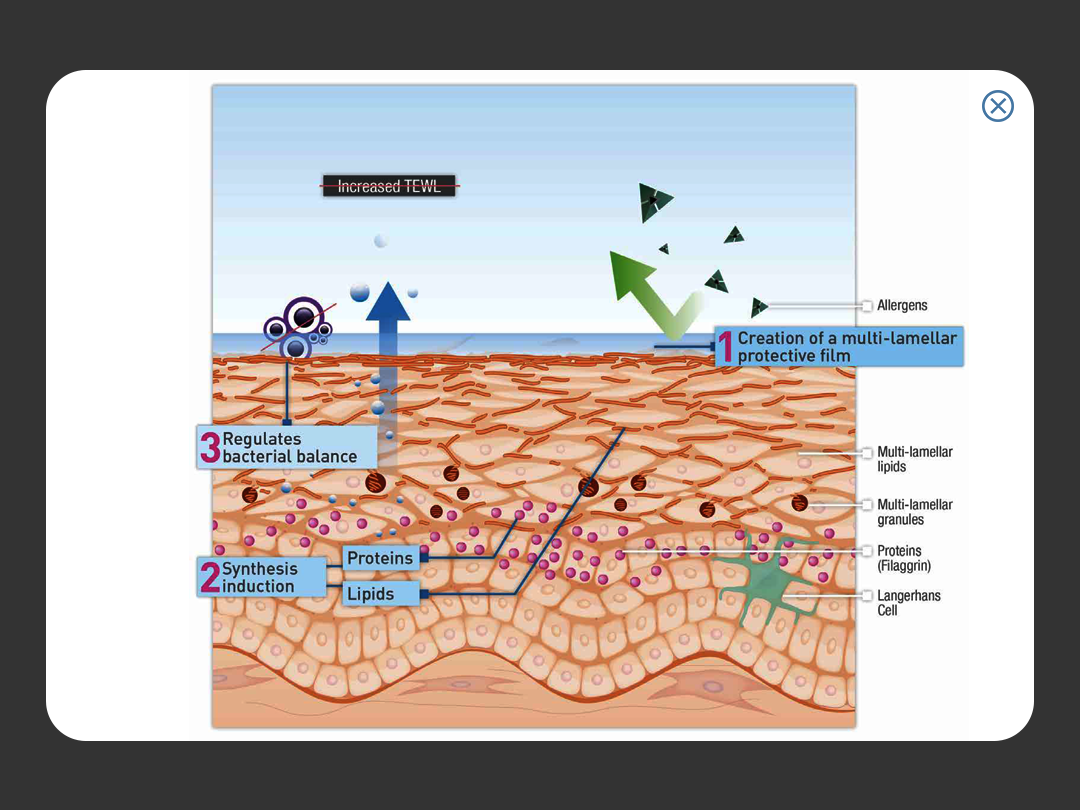 Increased TEWL
Allergens
1 Creation of a multi-lamellar
protective film
3 Regulates
bacterial balance
Multi-lamellar
lipids
Multi-lamellar
granules
Proteins
(Filaggrin)
2 Synthesis
induction
Proteins
Lipids
Langerhans
Cell